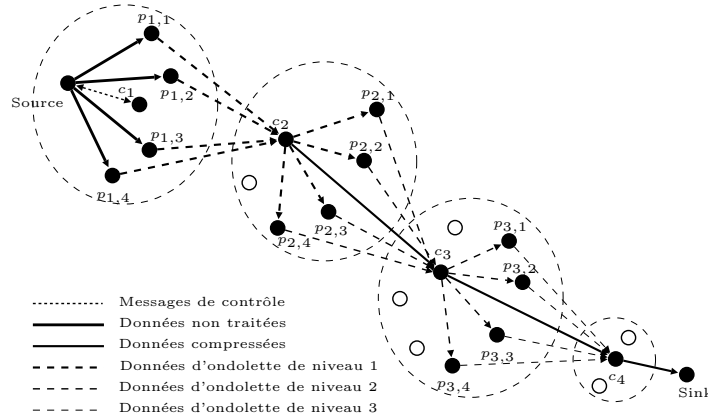 p1,1
Source
c1
p1,2
p1,3
p1,4
c2
p2,1
p2,2
p2,3
p2,4
c3
p3,1
p3,2
p3,3
p3,4
c4
Sink
Messages de contrôle
Données non traitées
Données compressées
Données d'ondolette de niveau 1
Données d'ondolette de niveau 2
Données d'ondolette de niveau 3